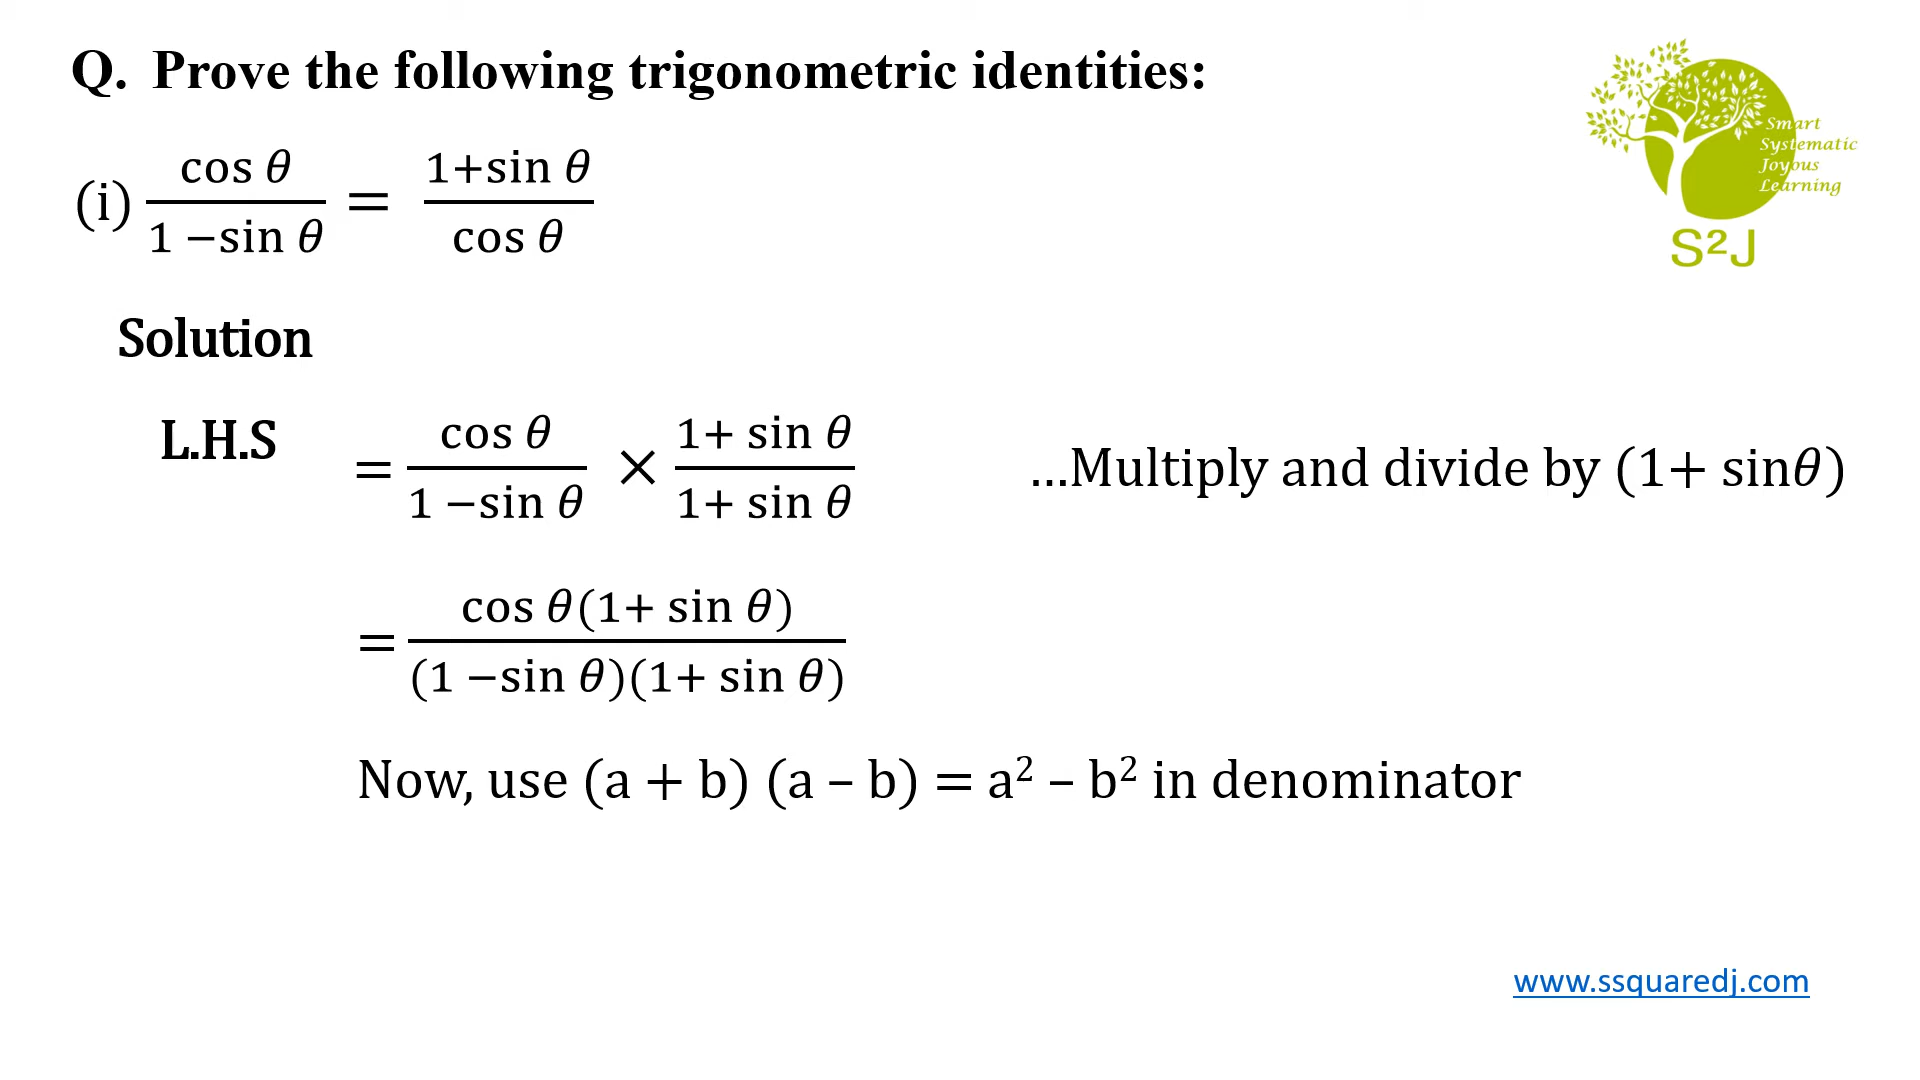 Q. Prove the following trigonometric identities:
Smart
Systematic
Joyous
Learning
S²J
(i) cos θ / 1 −sin θ = 1+sin θ / cos θ
Solution
L.H.S = cos θ / 1 −sin θ × 1+ sin θ / 1+ sin θ ...Multiply and divide by (1+ sinθ)
= cos θ(1+ sin θ) / (1 −sin θ)(1+ sin θ)
Now, use (a + b) (a – b) = a² – b² in denominator
www.ssquaredj.com